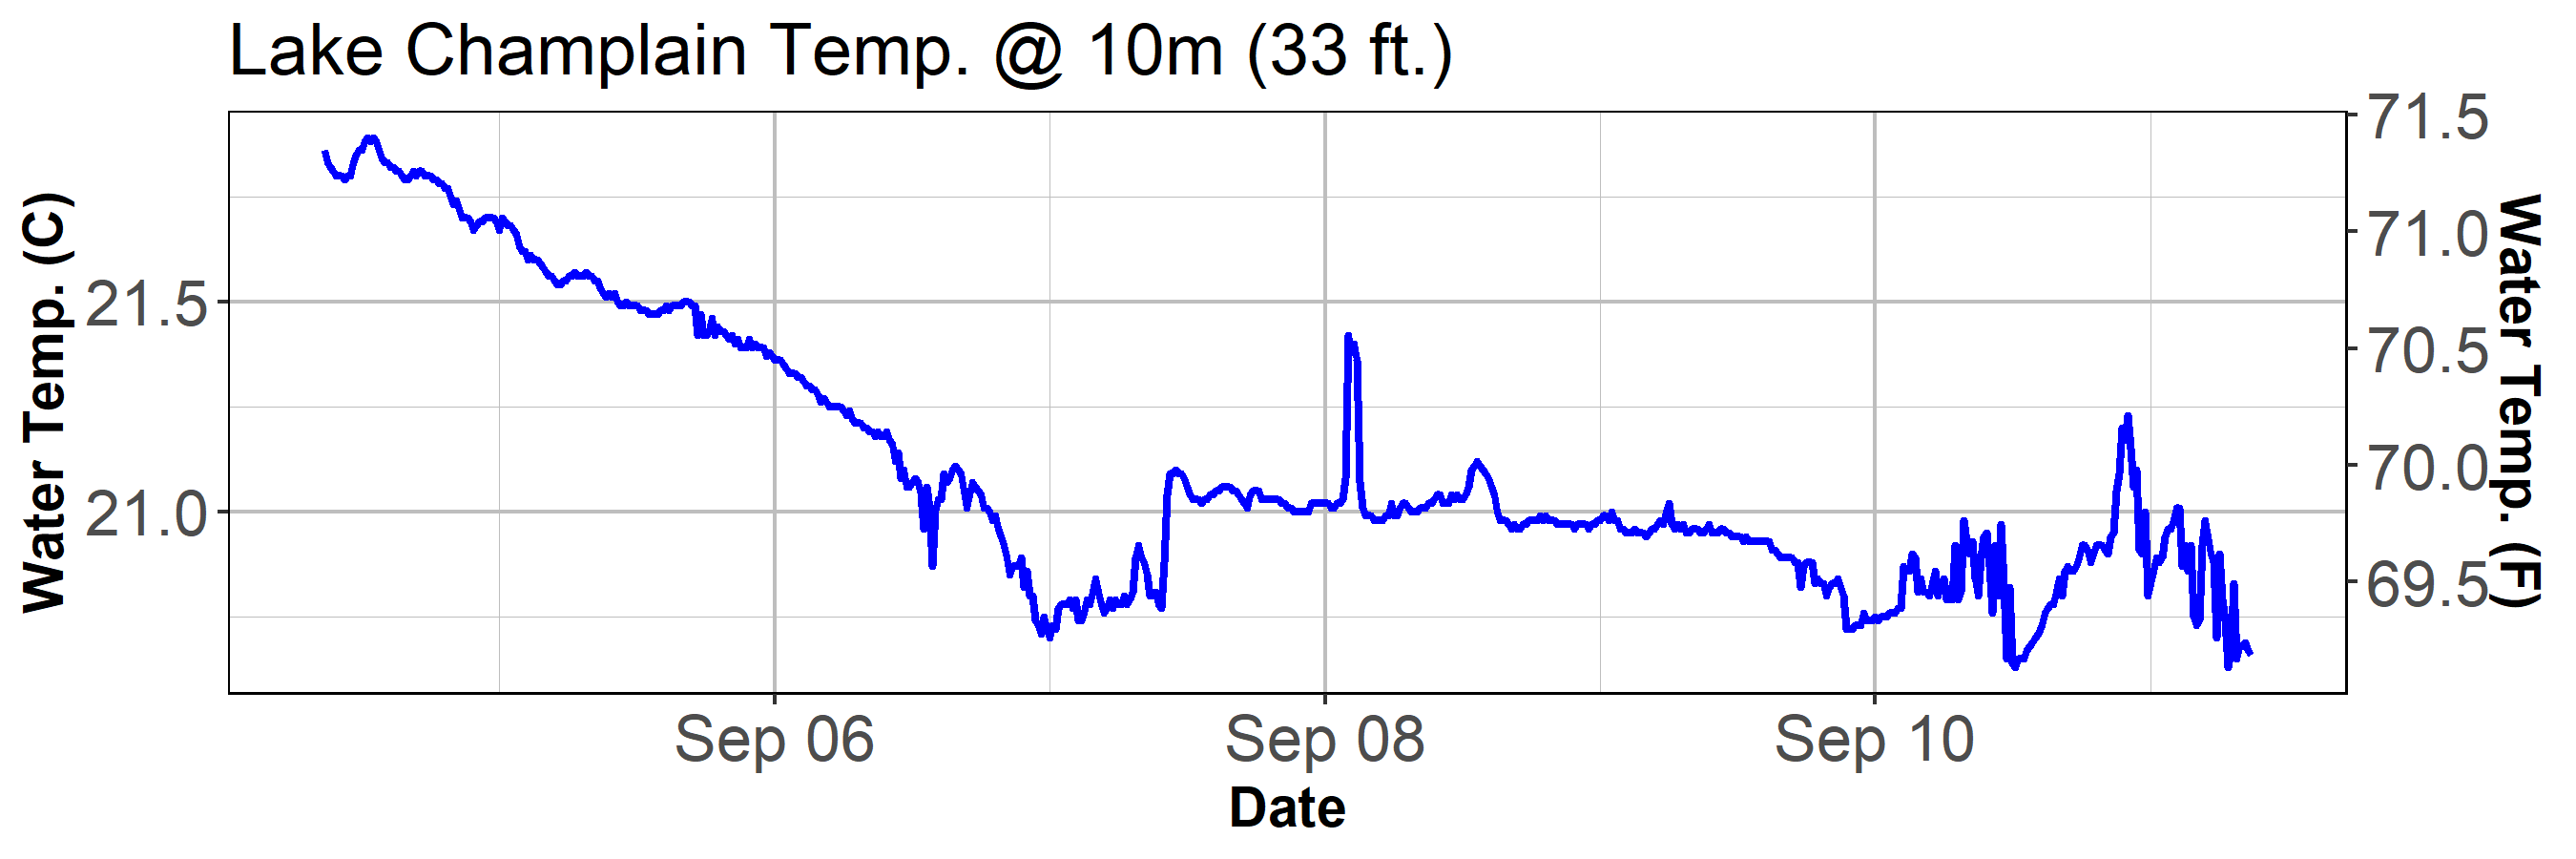 Lake Champlain Temp. @ 10m (33 ft.)
Water Temp. (C)
21.5
21.0
71.5
71.0
70.5
70.0
69.5
Water Temp. (F)
Sep 06
Sep 08
Sep 10
Date